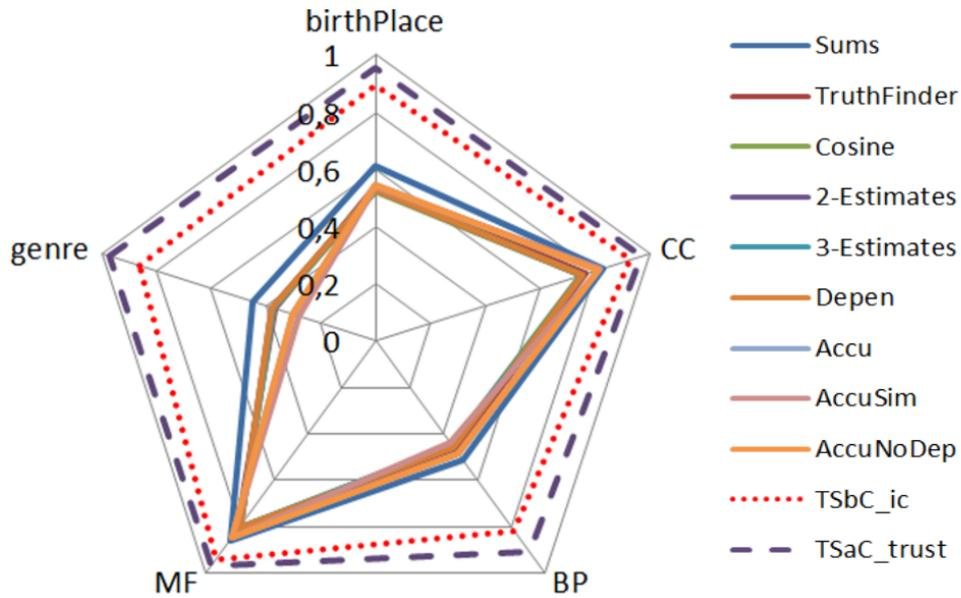 birthPlace
1
0,8
0,6
0,4
0,2
0
genre
CC
MF
BP
Sums
TruthFinder
Cosine
2-Estimates
3-Estimates
Depen
Accu
AccuSim
AccuNoDep
TSbC_ic
TSaC_trust